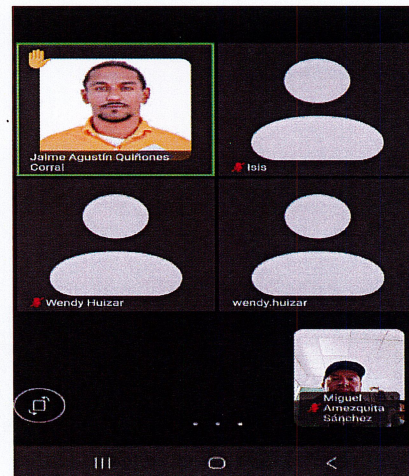 Jaime Agustín Quiñones
Corral
Isis
Wendy Huizar
wendy.huizar
Miguel
Amezquita
Sánchez